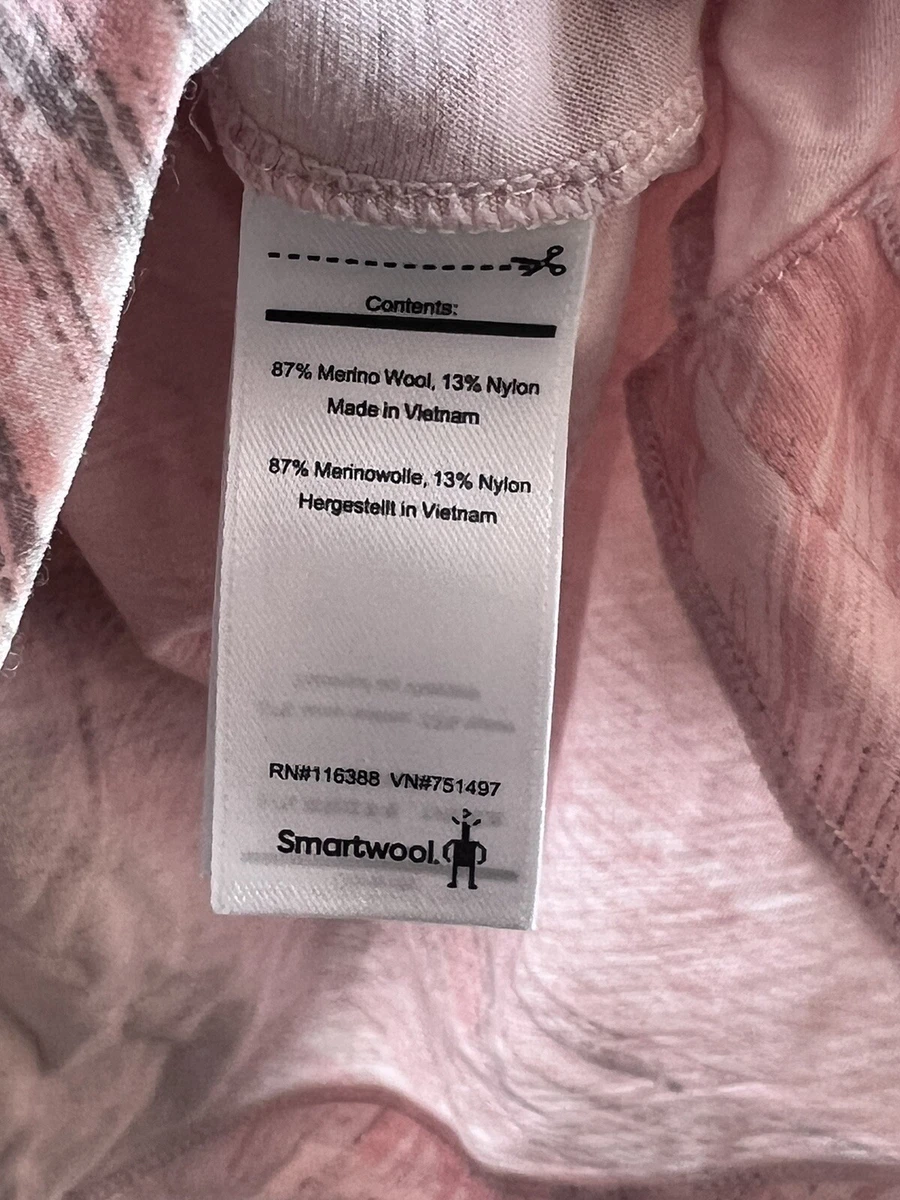 Contents:
87% Merino Wool, 13% Nylon
Made in Vietnam
87% Merinowolle, 13% Nylon
Hergestellt in Vietnam
RN#116388 VN#751497
Smartwool